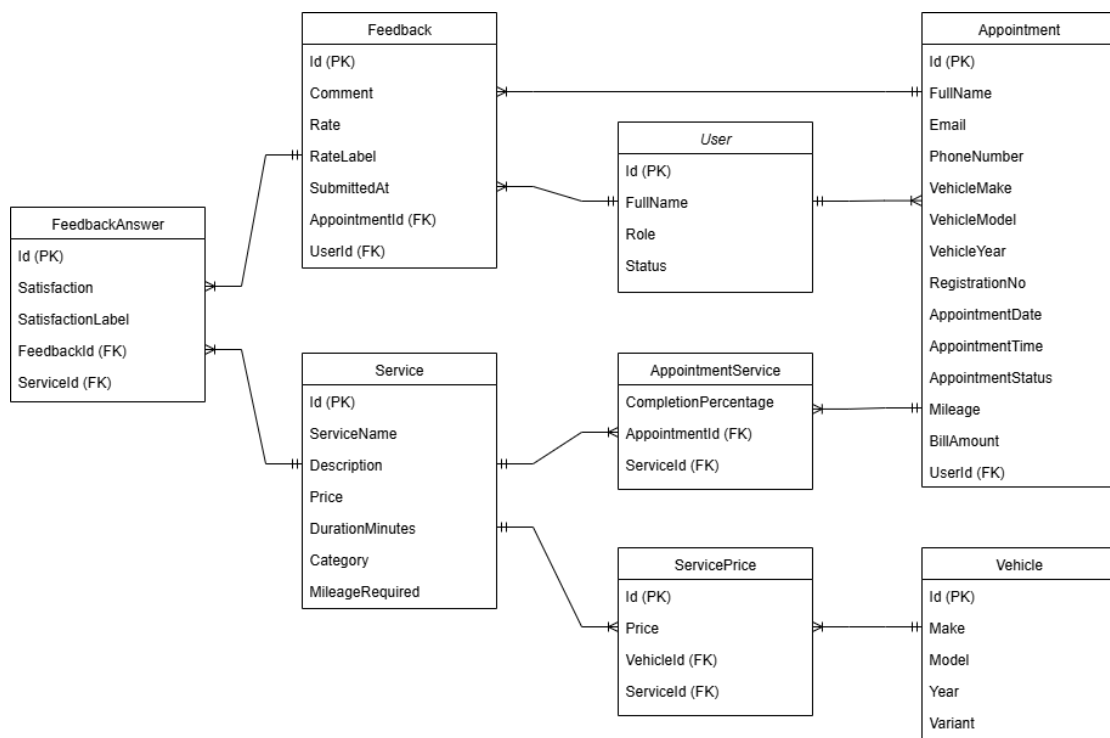 Feedback
Id (PK)
Comment
Rate
RateLabel
SubmittedAt
AppointmentId (FK)
UserId (FK)
Appointment
Id (PK)
FullName
Email
PhoneNumber
VehicleMake
VehicleModel
VehicleYear
RegistrationNo
AppointmentDate
AppointmentTime
AppointmentStatus
Mileage
BillAmount
UserId (FK)
User
Id (PK)
FullName
Role
Status
FeedbackAnswer
Id (PK)
Satisfaction
SatisfactionLabel
FeedbackId (FK)
ServiceId (FK)
Service
Id (PK)
ServiceName
Description
Price
DurationMinutes
Category
MileageRequired
AppointmentService
CompletionPercentage
AppointmentId (FK)
ServiceId (FK)
ServicePrice
Id (PK)
Price
VehicleId (FK)
ServiceId (FK)
Vehicle
Id (PK)
Make
Model
Year
Variant